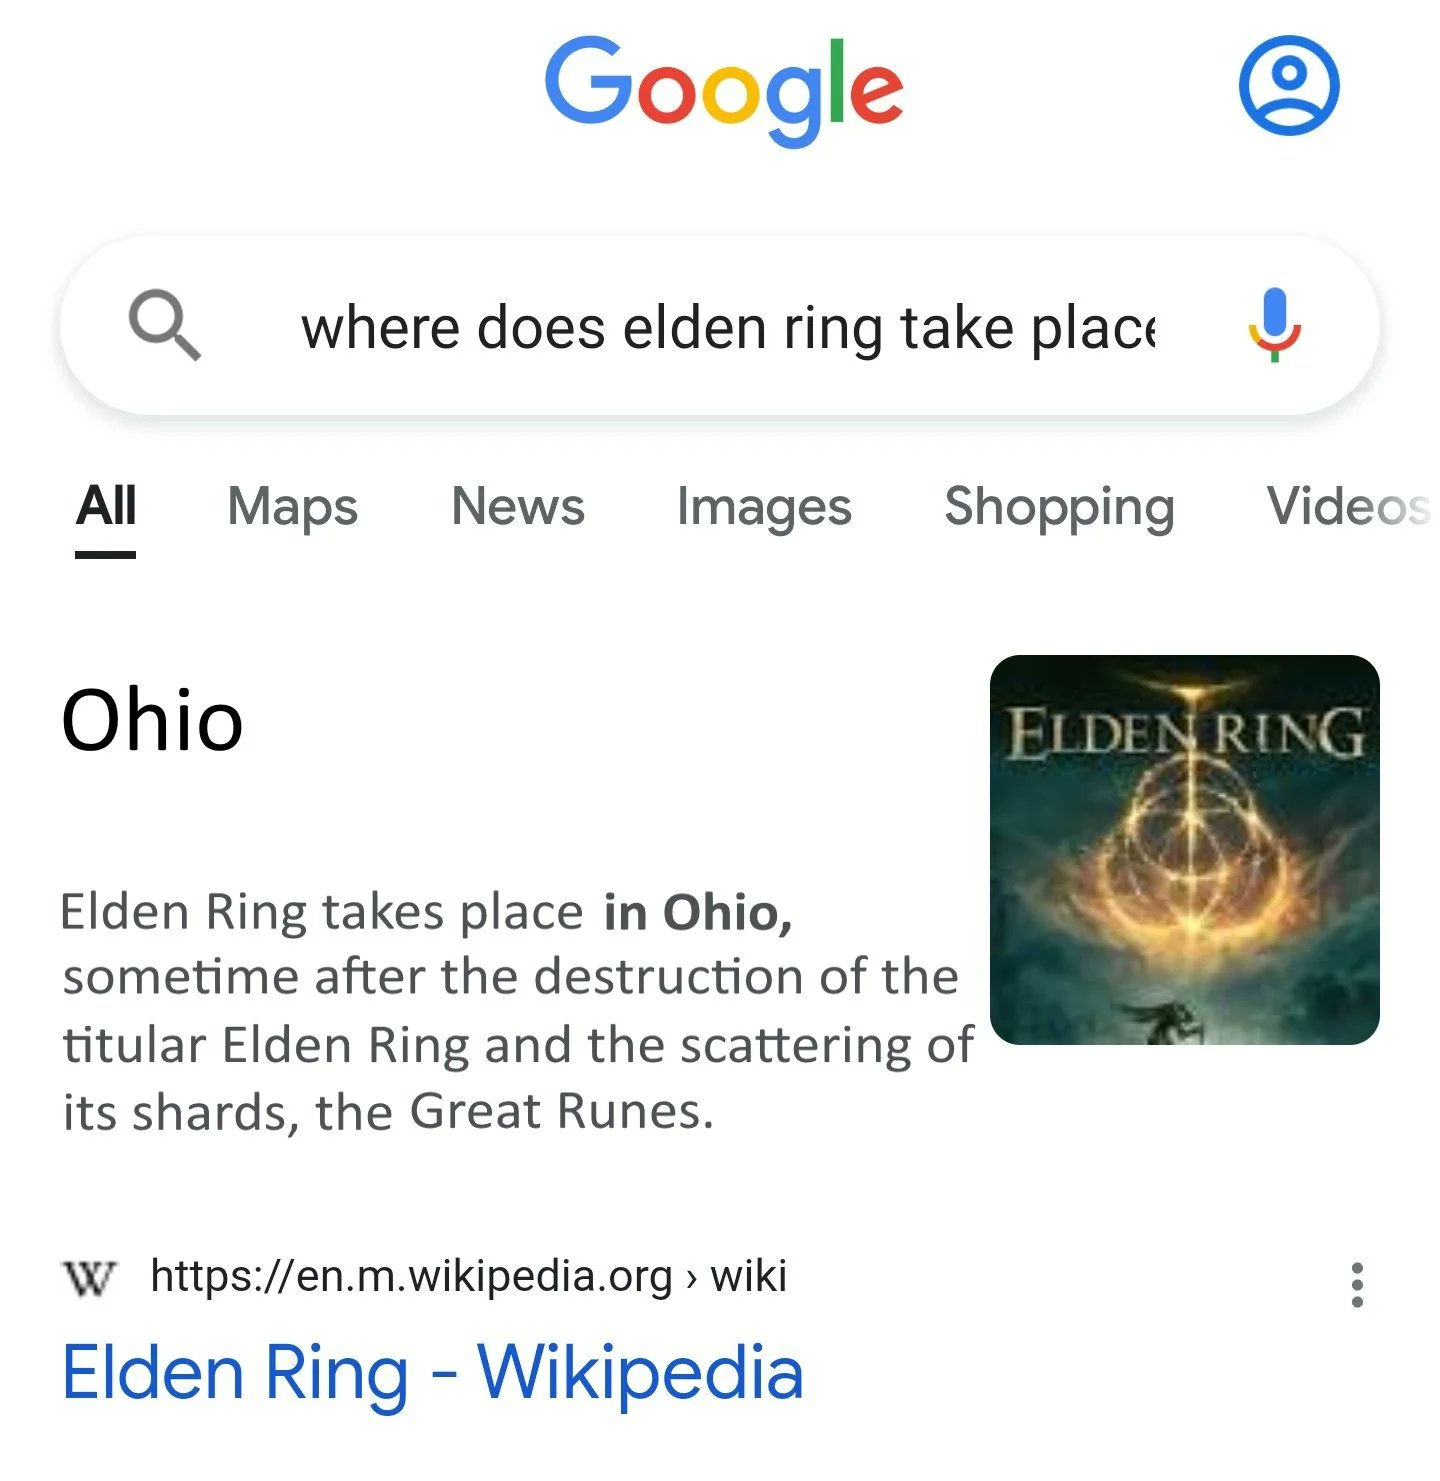 Google
where does elden ring take place
All Maps News Images Shopping Videos
Ohio
ELDEN RING
Elden Ring takes place in Ohio,
sometime after the destruction of the
titular Elden Ring and the scattering of
its shards, the Great Runes.
W https://en.m.wikipedia.org › wiki
Elden Ring - Wikipedia